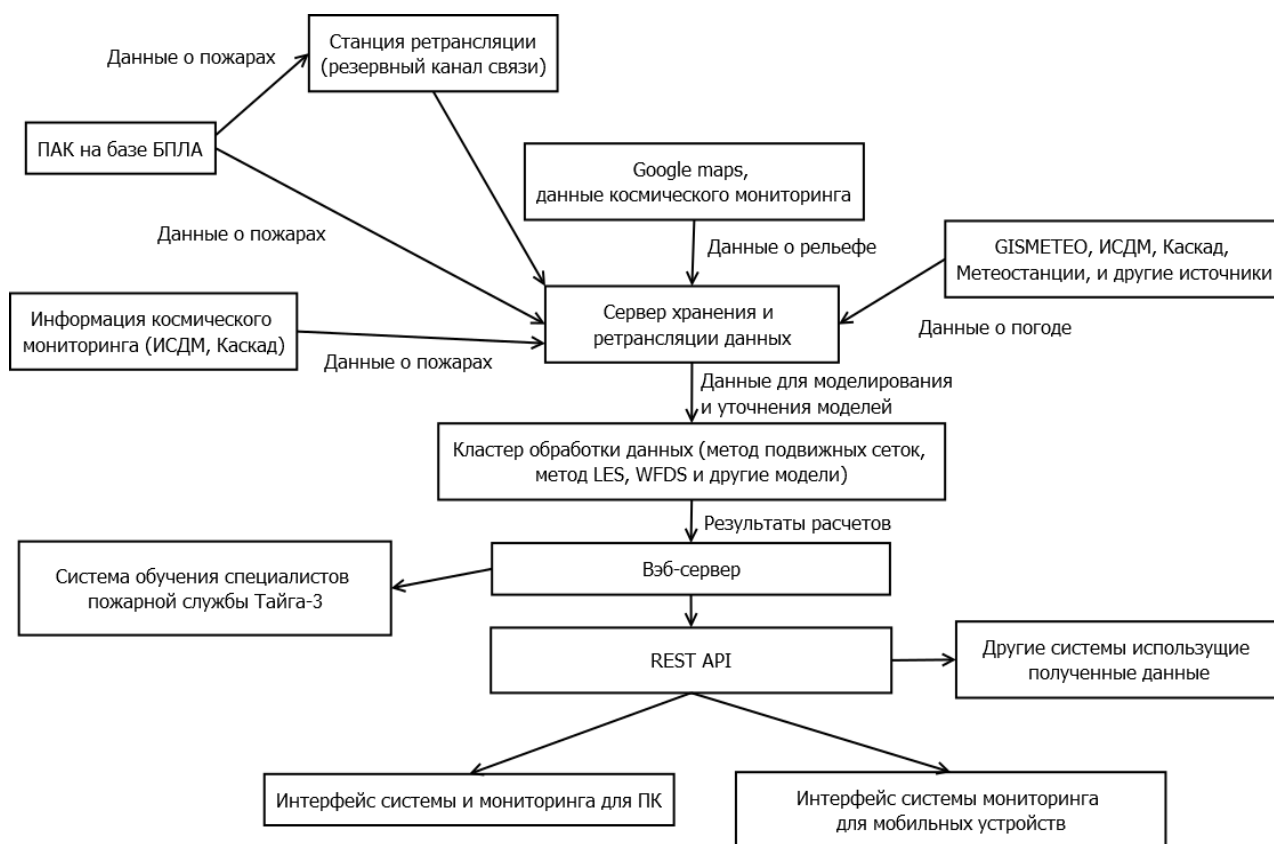 Станция ретрансляции
(резервный канал связи)
Данные о пожарах
ПАК на базе БПЛА
Google maps,
данные космического мониторинга
Данные о пожарах
Данные о рельефе
GISMETEO, ИСДМ, Каскад,
Метеостанции, и другие источники
Информация космического
мониторинга (ИСДМ, Каскад)
Сервер хранения и
ретрансляции данных
Данные о погоде
Данные о пожарах
Данные для моделирования
и уточнения моделей
Кластер обработки данных (метод подвижных сеток,
метод LES, WFDS и другие модели)
Результаты расчетов
Система обучения специалистов
пожарной службы Тайга-3
Вэб-сервер
REST API
Другие системы использущие
полученные данные
Интерфейс системы и мониторинга для ПК
Интерфейс системы мониторинга
для мобильных устройств